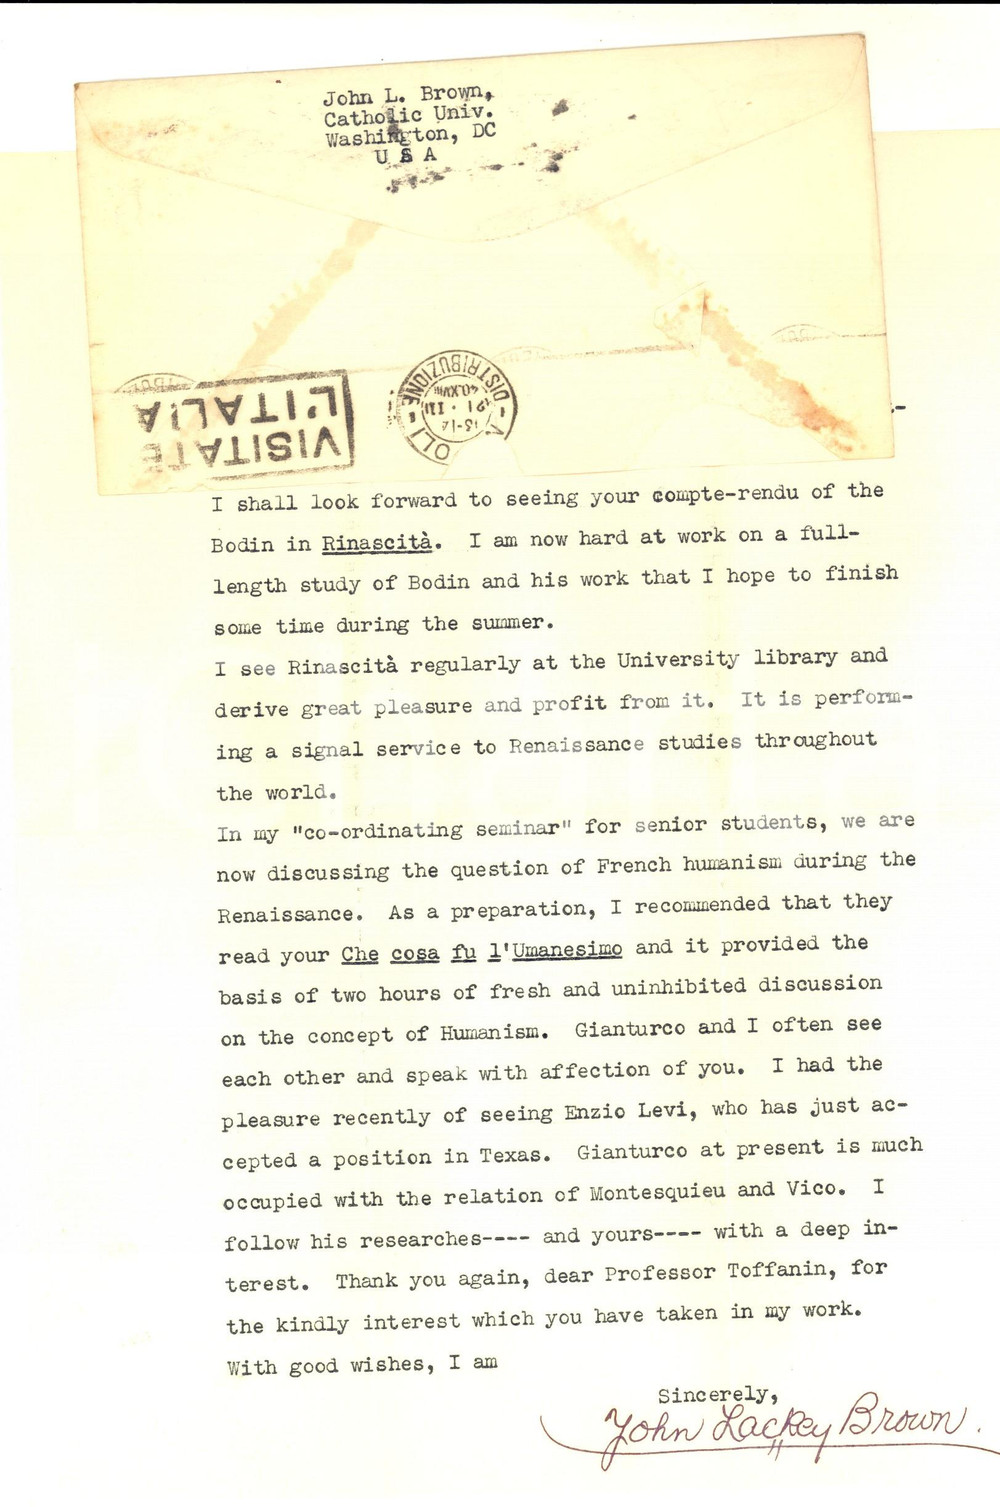 John L. Brown,
Catholic Univ.
Washington, DC
U S A
VISITATE
L'ITALIA
DISTRIBUZIONE
I shall look forward to seeing your compte-rendu of the
Bodin in Rinascità. I am now hard at work on a full-
length study of Bodin and his work that I hope to finish
some time during the summer.
I see Rinascità regularly at the University library and
derive great pleasure and profit from it. It is perform-
ing a signal service to Renaissance studies throughout
the world.
In my "co-ordinating seminar" for senior students, we are
now discussing the question of French humanism during the
Renaissance. As a preparation, I recommended that they
read your Che cosa fu l'Umanesimo and it provided the
basis of two hours of fresh and uninhibited discussion
on the concept of Humanism. Gianturco and I often see
each other and speak with affection of you. I had the
pleasure recently of seeing Enzio Levi, who has just ac-
cepted a position in Texas. Gianturco at present is much
occupied with the relation of Montesquieu and Vico. I
follow his researches---- and yours---- with a deep in-
terest. Thank you again, dear Professor Toffanin, for
the kindly interest which you have taken in my work.
With good wishes, I am
Sincerely,
John Lackey Brown.